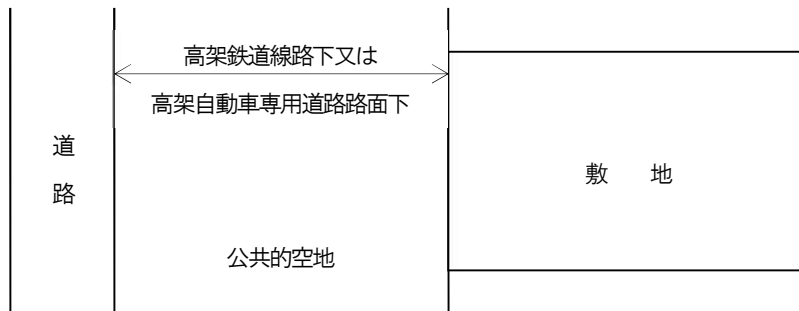 高架鉄道線路下又は
高架自動車専用道路路面下
道
路
敷　地
公共的空地